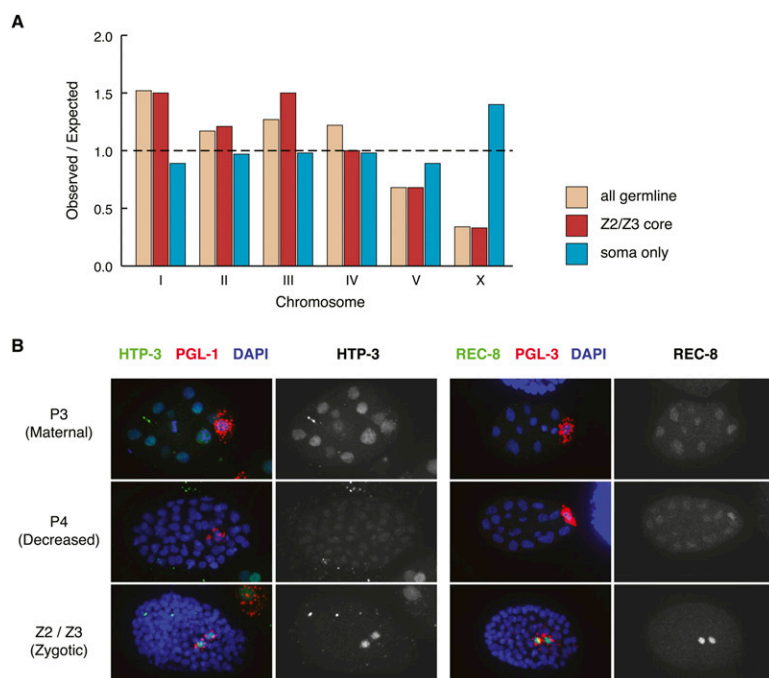 A
2.0
1.5
1.0
0.5
0.0
Observed / Expected
I II III IV V X
Chromosome
all germline
Z2/Z3 core
soma only
B
HTP-3 PGL-1 DAPI HTP-3 REC-8 PGL-3 DAPI REC-8
P3
(Maternal)
P4
(Decreased)
Z2 / Z3
(Zygotic)